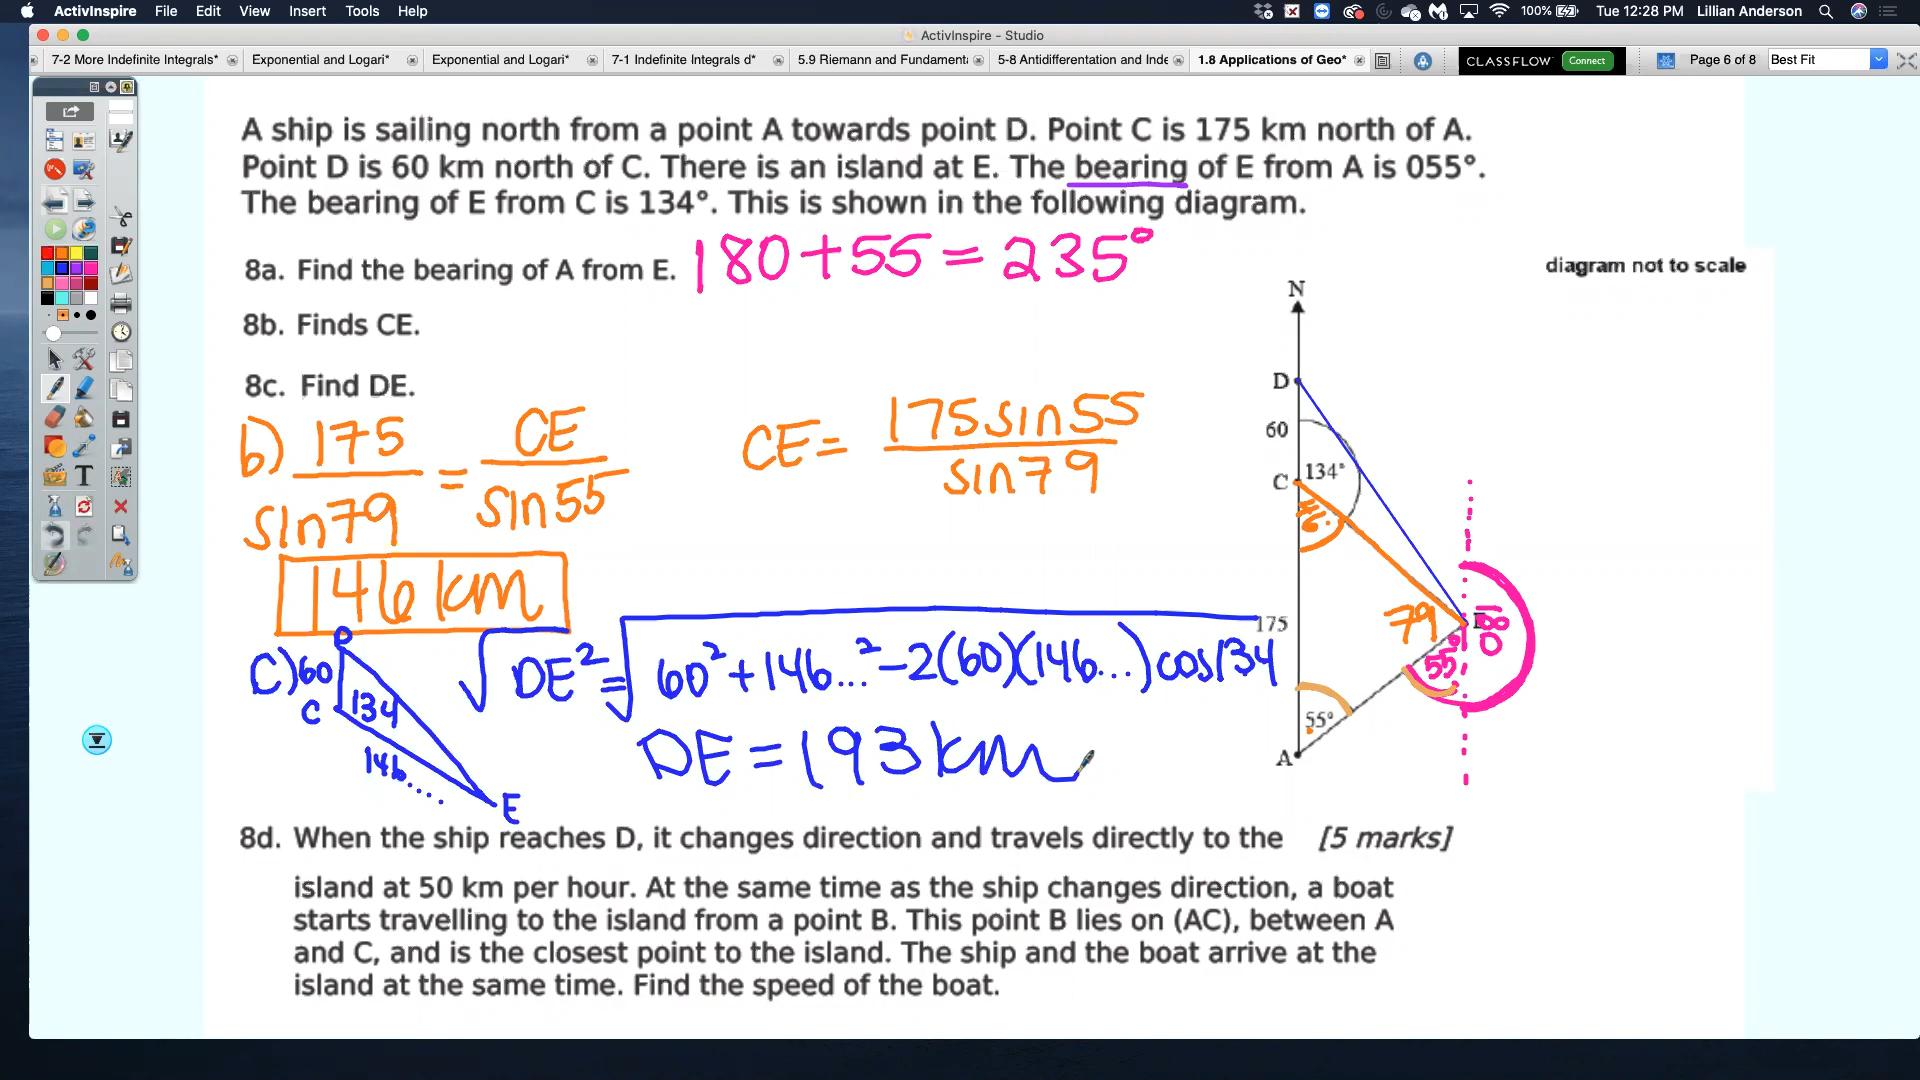 ActivInspire File Edit View Insert Tools Help 100% Tue 12:28 PM Lillian Anderson
ActivInspire - Studio
7-2 More Indefinite Integrals* Exponential and Logari* Exponential and Logari* 7-1 Indefinite Integrals d* 5.9 Riemann and Fundament 5-8 Antidifferentation and Inde 1.8 Applications of Geo* CLASSFLOW Connect Page 6 of 8 Best Fit
A ship is sailing north from a point A towards point D. Point C is 175 km north of A.
Point D is 60 km north of C. There is an island at E. The bearing of E from A is 055°.
The bearing of E from C is 134°. This is shown in the following diagram.
8a. Find the bearing of A from E. 180+55=235°
diagram not to scale
8b. Finds CE.
8c. Find DE.
b) 175/sin79 = CE/sin55
CE= 175sin55/sin79
146km
C) 60 134 146.....
D
C
E
√DE² = √60²+146...²-2(60)(146...)cos134
DE=193km
N
D
60
C 134°
46°
175
79
55°
180
55°
A
8d. When the ship reaches D, it changes direction and travels directly to the [5 marks]
island at 50 km per hour. At the same time as the ship changes direction, a boat
starts travelling to the island from a point B. This point B lies on (AC), between A
and C, and is the closest point to the island. The ship and the boat arrive at the
island at the same time. Find the speed of the boat.